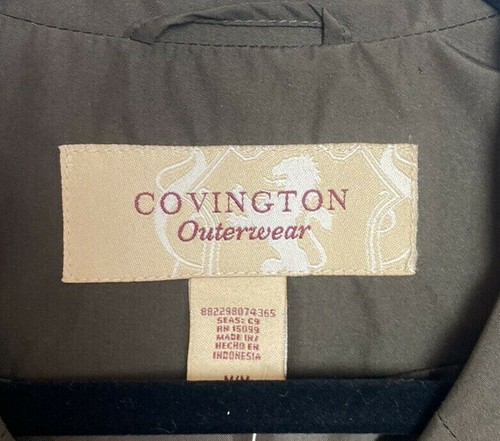 COVINGTON
Outerwear
882298074365
SEAS: C9
RN 15099
MADE IN/
HECHO EN
INDONESIA
M/M